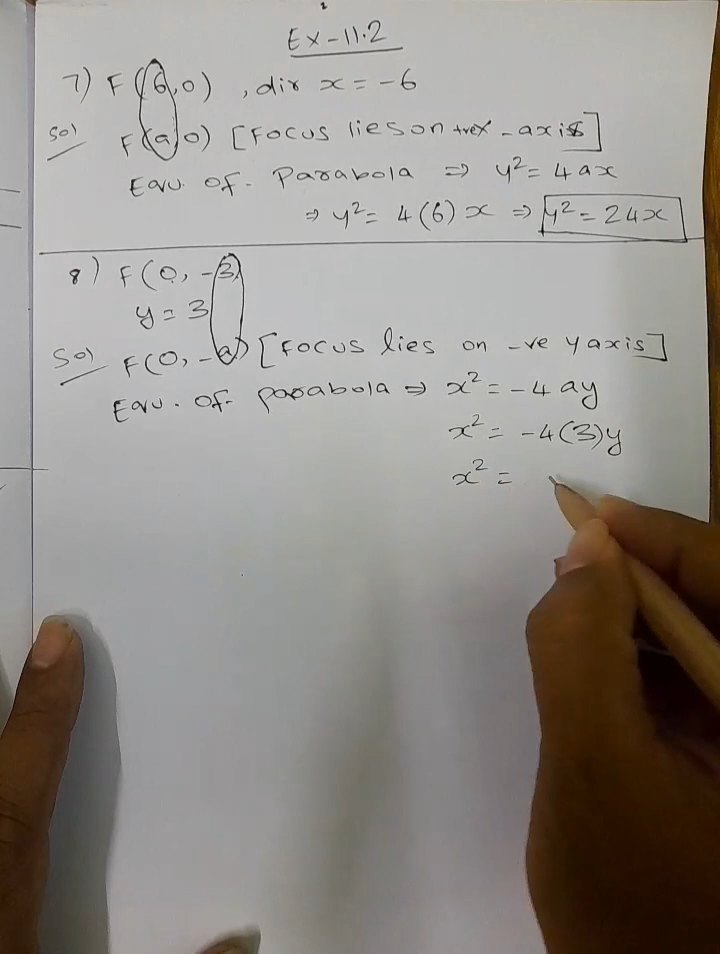 Ex-11.2
7) F(6,0) , dir x = -6
Sol F(a,0) [Focus lies on +ve x - axis]
Equ. of. Parabola ⇒ y² = 4ax
⇒ y² = 4(6)x ⇒ y² = 24x
8) F(0, -3)
y = 3
Sol F(0, -a) [Focus lies on -ve y axis]
Equ. of. parabola ⇒ x² = -4ay
x² = -4(3)y
x² =